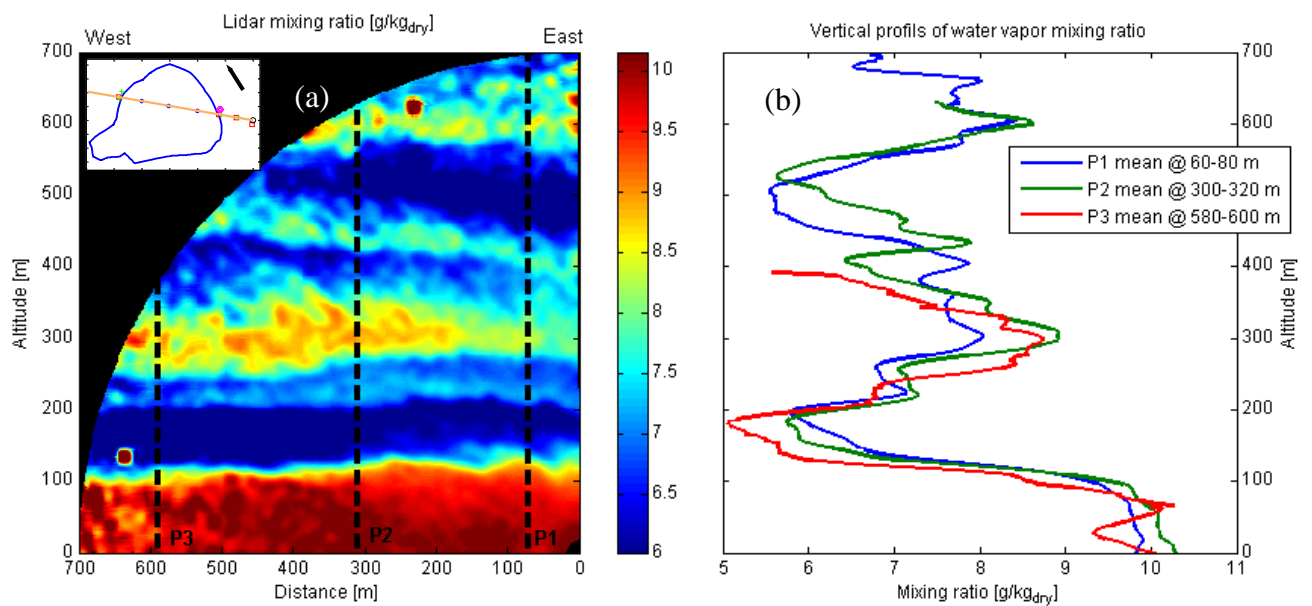 Lidar mixing ratio [g/kg_dry]
West
East
(a)
700
600
500
400
300
200
100
0
Altitude [m]
P3
P2
P1
700
600
500
400
300
200
100
0
Distance [m]
10
9.5
9
8.5
8
7.5
7
6.5
6
Vertical profils of water vapor mixing ratio
(b)
P1 mean @ 60-80 m
P2 mean @ 300-320 m
P3 mean @ 580-600 m
700
600
500
400
300
200
100
0
Altitude [m]
5
6
7
8
9
10
11
Mixing ratio [g/kg_dry]